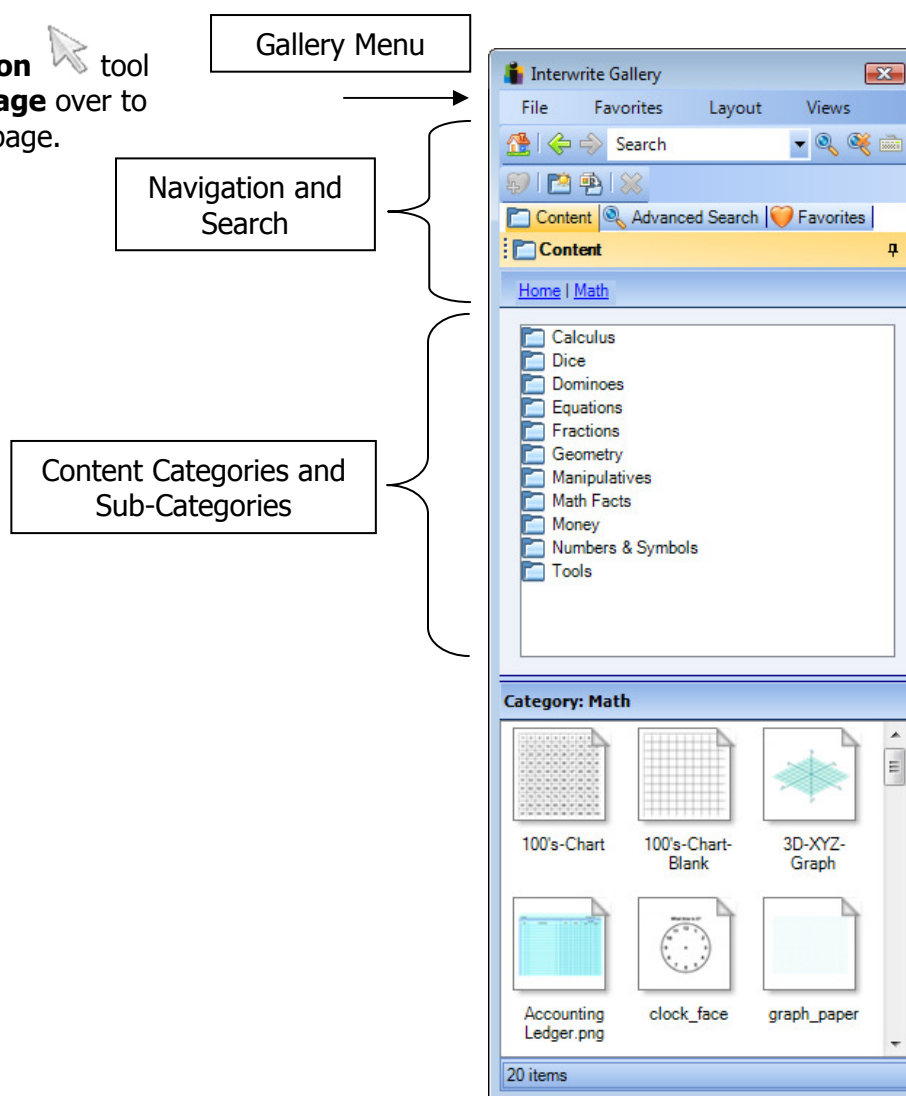 on tool
age over to
page.
Gallery Menu
Navigation and
Search
Content Categories and
Sub-Categories
Interwrite Gallery
File Favorites Layout Views
Search
Content Advanced Search Favorites
Content
Home | Math
Calculus
Dice
Dominoes
Equations
Fractions
Geometry
Manipulatives
Math Facts
Money
Numbers & Symbols
Tools
Category: Math
100's-Chart 100's-Chart-
Blank 3D-XYZ-
Graph
Accounting
Ledger.png clock_face graph_paper
20 items